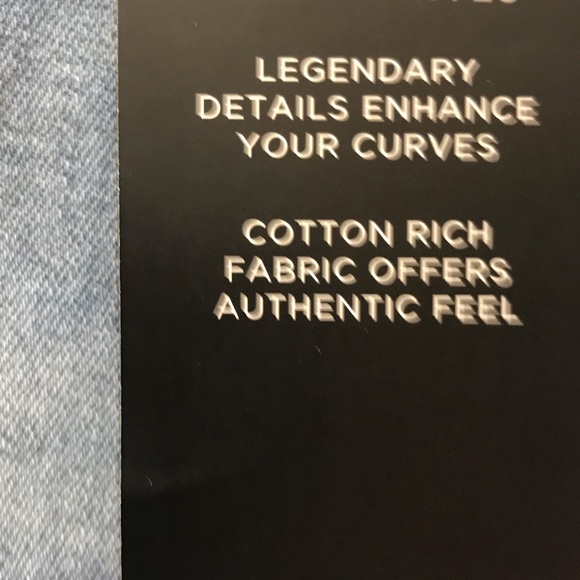 LEGENDARY
DETAILS ENHANCE
YOUR CURVES
COTTON RICH
FABRIC OFFERS
AUTHENTIC FEEL